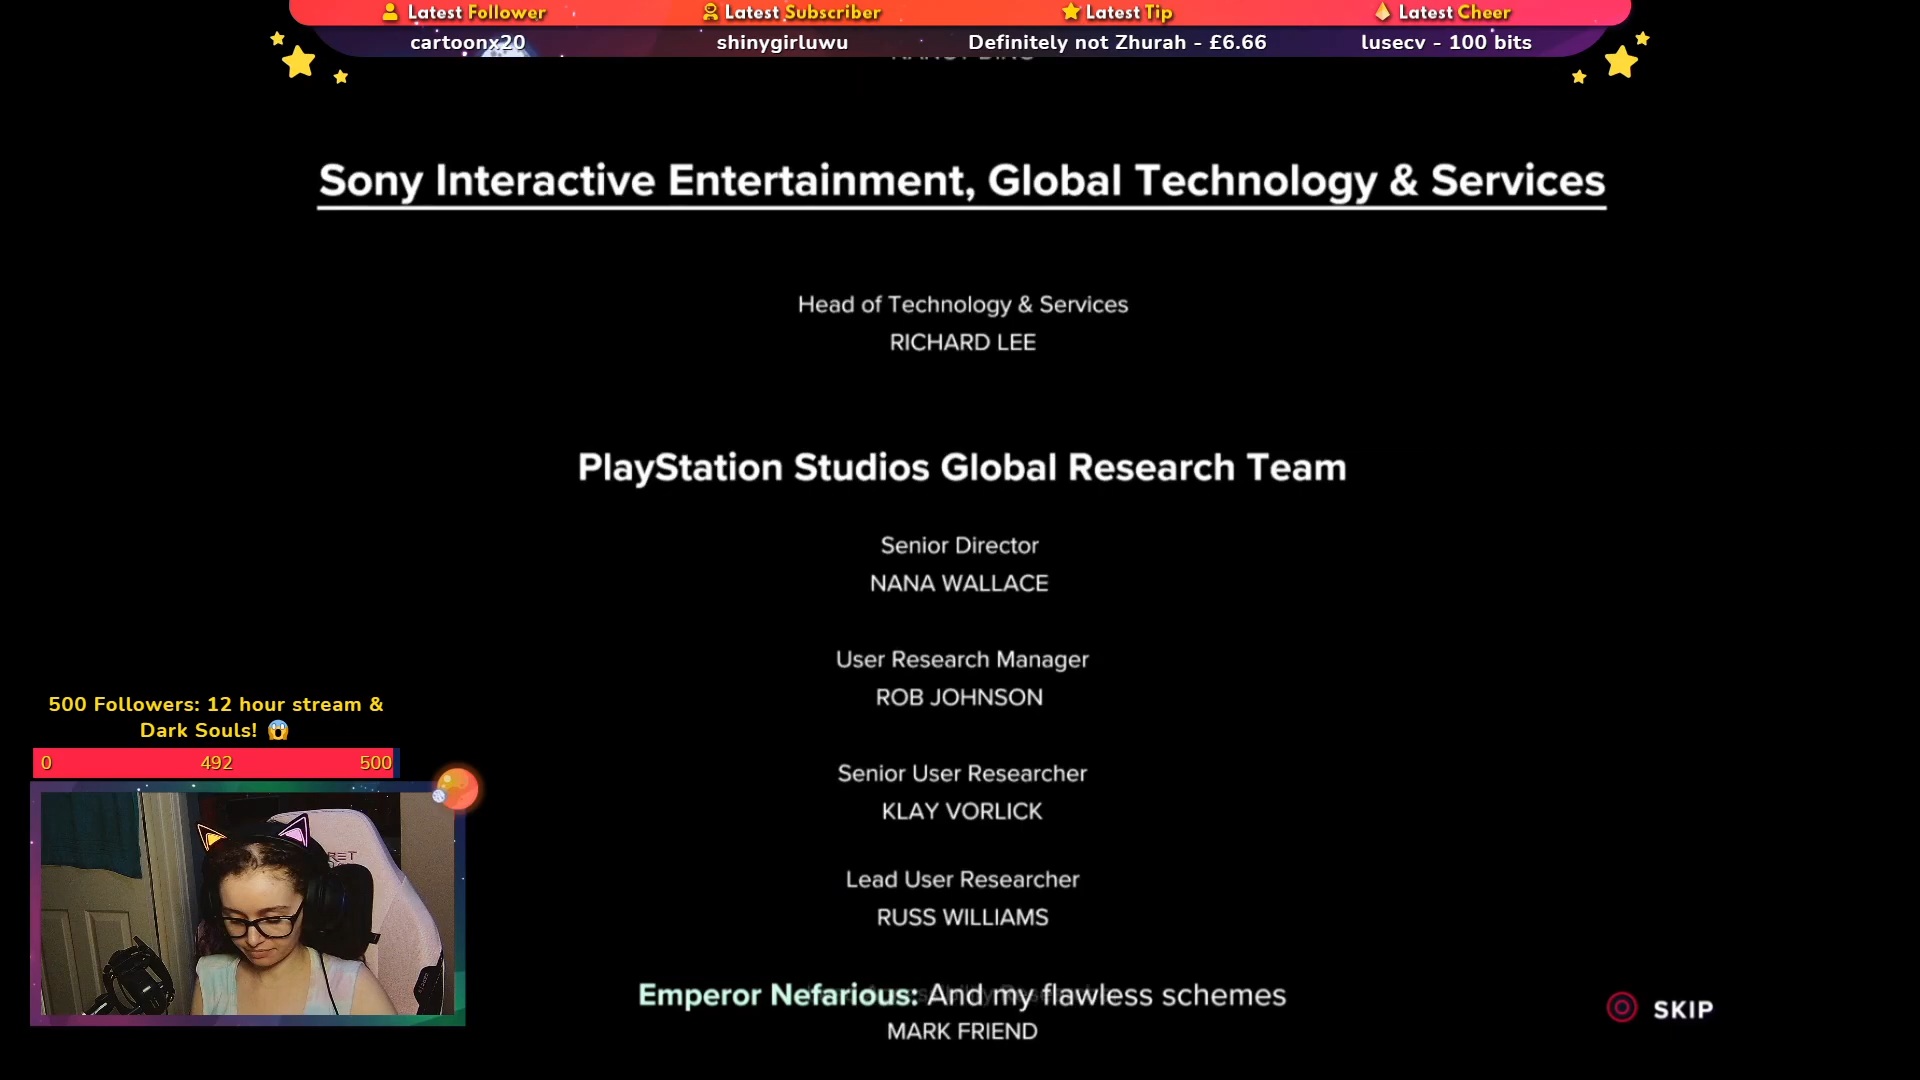 Latest Follower
Latest Subscriber
Latest Tip
Latest Cheer
cartoonx20
shinygirluwu
Definitely not Zhurah - £6.66
lusecv - 100 bits
Sony Interactive Entertainment, Global Technology & Services
Head of Technology & Services
RICHARD LEE
PlayStation Studios Global Research Team
Senior Director
NANA WALLACE
User Research Manager
ROB JOHNSON
Senior User Researcher
KLAY VORLICK
Lead User Researcher
RUSS WILLIAMS
Emperor Nefarious: And my flawless schemes
MARK FRIEND
SKIP
500 Followers: 12 hour stream &
Dark Souls! 😱
0 492 500